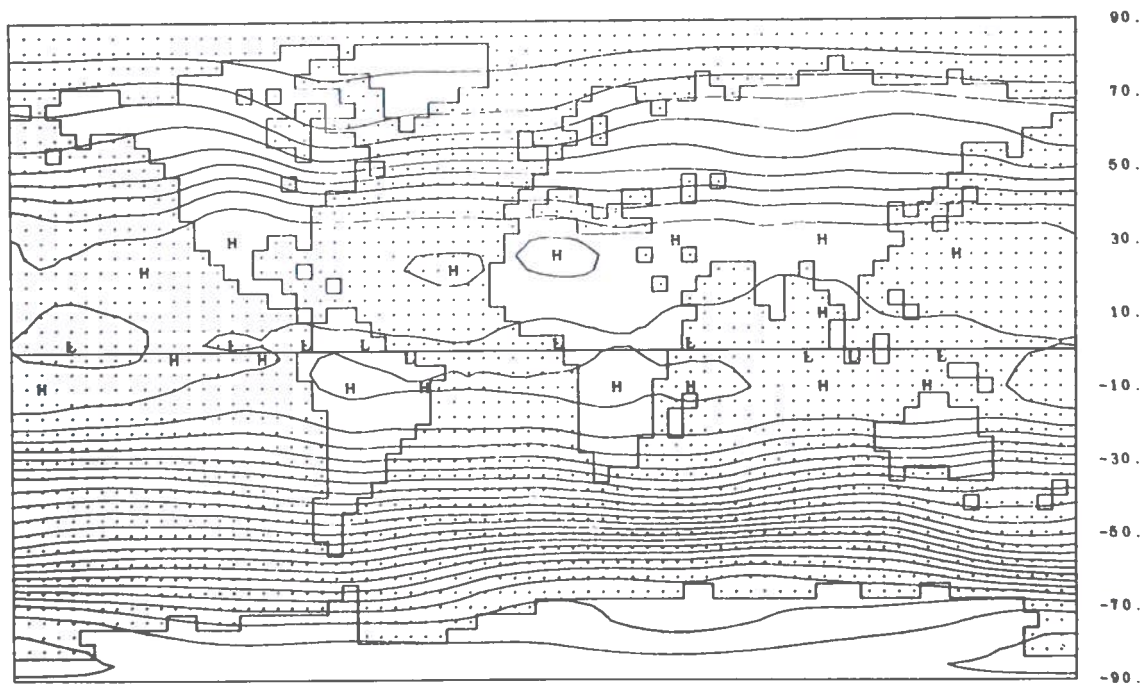 90.
70.
50.
H H H
30.
H H
H H
H
10.
Ł Ł Ł Ł Ł Ł
H H Ł Ł Ł
H H H H H H H
-10.
-30.
-50.
-70.
-90.